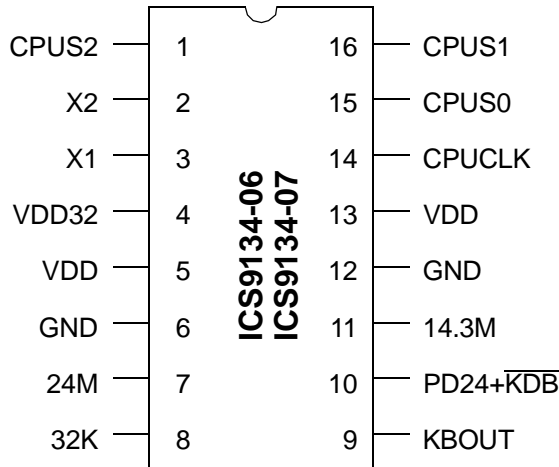 CPUS2 1 16 CPUS1
X2 2 15 CPUS0
X1 3 14 CPUCLK
VDD32 4 13 VDD
VDD 5 12 GND
GND 6 11 14.3M
24M 7 10 PD24+K̅D̅B̅
32K 8 9 KBOUT
ICS9134-06
ICS9134-07